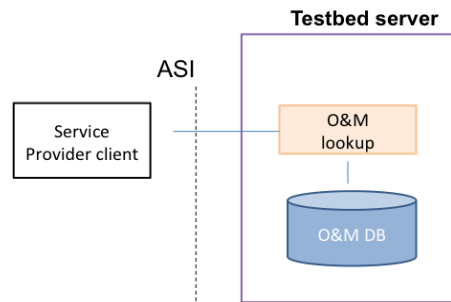 Testbed server
ASI
Service
Provider client
O&M
lookup
O&M DB